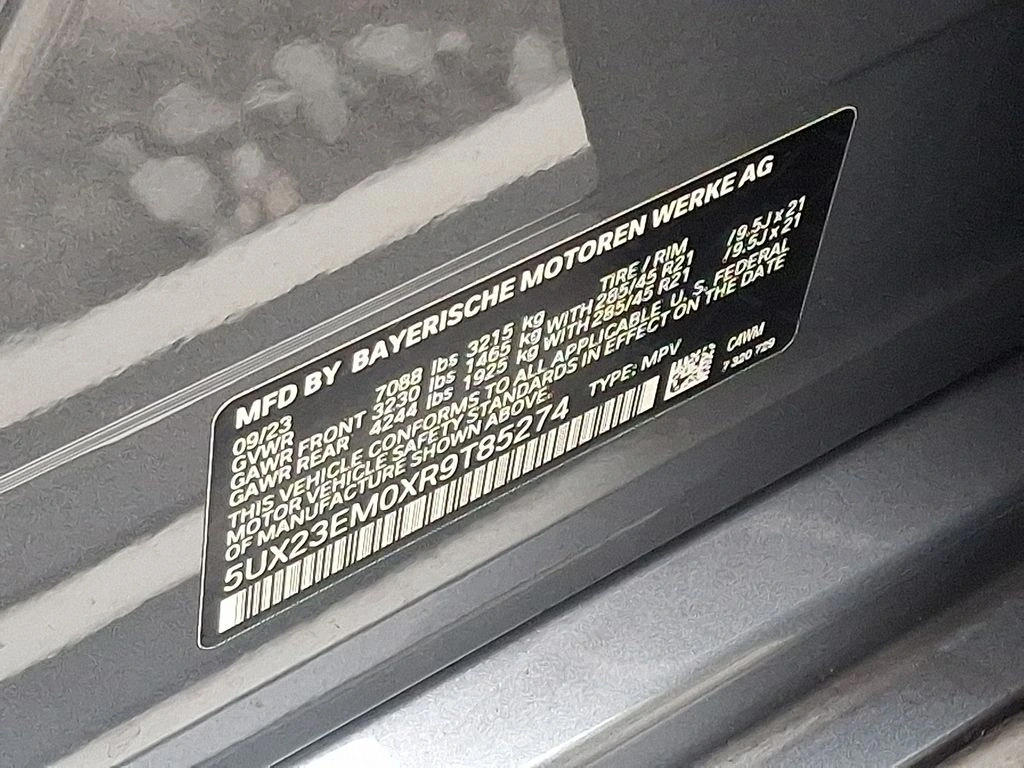 MFD BY BAYERISCHE MOTOREN WERKE AG
09/23 TIRE / RIM
GVWR 7088 lbs 3215 kg
GAWR FRONT 3230 lbs 1465 kg WITH 285/45 R21 /9.5J x 21
GAWR REAR 4244 lbs 1925 kg WITH 285/45 R21 /9.5J x 21
THIS VEHICLE CONFORMS TO ALL APPLICABLE U. S. FEDERAL
MOTOR VEHICLE SAFETY STANDARDS IN EFFECT ON THE DATE
OF MANUFACTURE SHOWN ABOVE.
5UX23EM0XR9T85274 TYPE: MPV C4WM
7 320 729